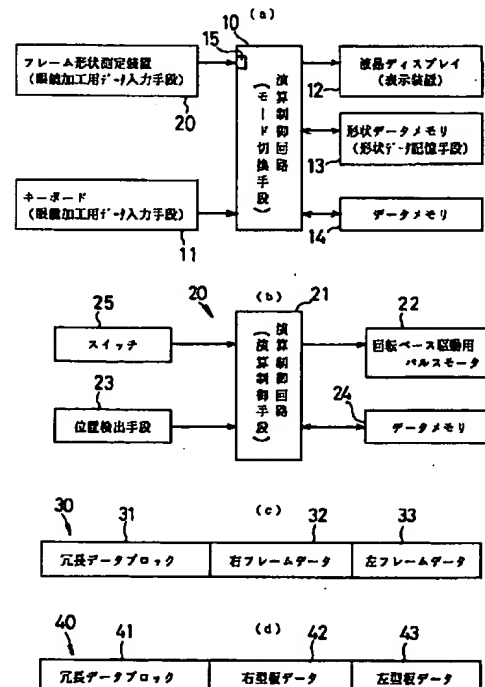 (a)
15
10
フレーム形状測定装置
(眼鏡加工用データ入力手段)
20
演算制御回路
(モード切換手段)
液晶ディスプレイ
(表示装置)
12
形状データメモリ
(形状データ記憶手段)
13
キーボード
(眼鏡加工用データ入力手段)
11
データメモリ
14
(b)
20
21
25
スイッチ
23
位置検出手段
演算制御回路
(演算制御手段)
22
回転ベース駆動用
パルスモータ
24
データメモリ
(c)
30
31
32
33
冗長データブロック
右フレームデータ
左フレームデータ
(d)
40
41
42
43
冗長データブロック
右型板データ
左型板データ